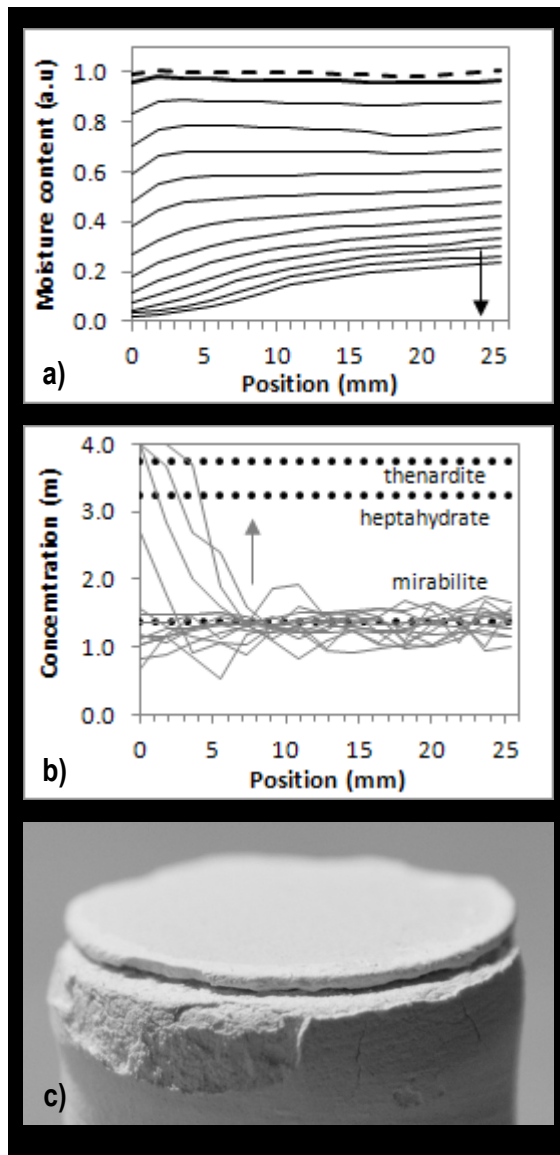 Moisture content (a.u)
1.0
0.8
0.6
0.4
0.2
0.0
0 5 10 15 20 25
Position (mm)
a)
Concemtration (m)
4.0
3.0
2.0
1.0
0.0
thenardite
heptahydrate
mirabilite
0 5 10 15 20 25
Position (mm)
b)
c)